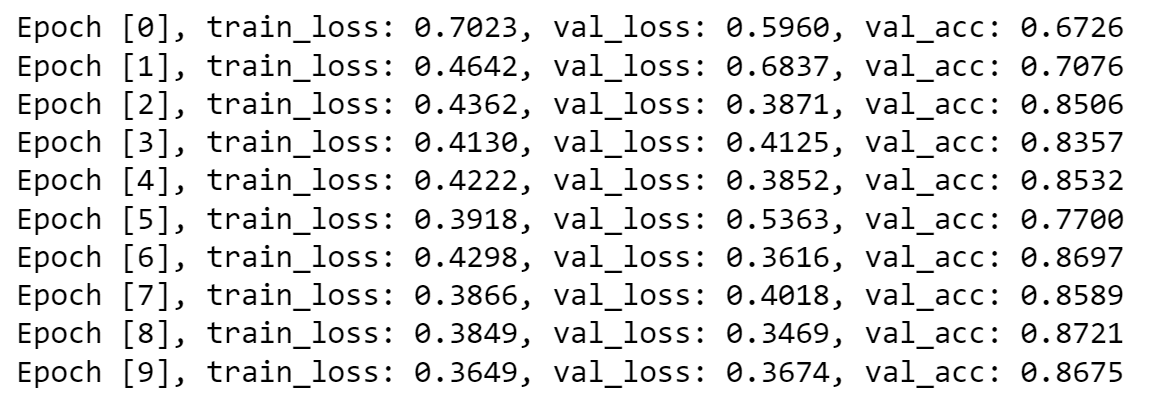 Epoch [0], train_loss: 0.7023, val_loss: 0.5960, val_acc: 0.6726
Epoch [1], train_loss: 0.4642, val_loss: 0.6837, val_acc: 0.7076
Epoch [2], train_loss: 0.4362, val_loss: 0.3871, val_acc: 0.8506
Epoch [3], train_loss: 0.4130, val_loss: 0.4125, val_acc: 0.8357
Epoch [4], train_loss: 0.4222, val_loss: 0.3852, val_acc: 0.8532
Epoch [5], train_loss: 0.3918, val_loss: 0.5363, val_acc: 0.7700
Epoch [6], train_loss: 0.4298, val_loss: 0.3616, val_acc: 0.8697
Epoch [7], train_loss: 0.3866, val_loss: 0.4018, val_acc: 0.8589
Epoch [8], train_loss: 0.3849, val_loss: 0.3469, val_acc: 0.8721
Epoch [9], train_loss: 0.3649, val_loss: 0.3674, val_acc: 0.8675